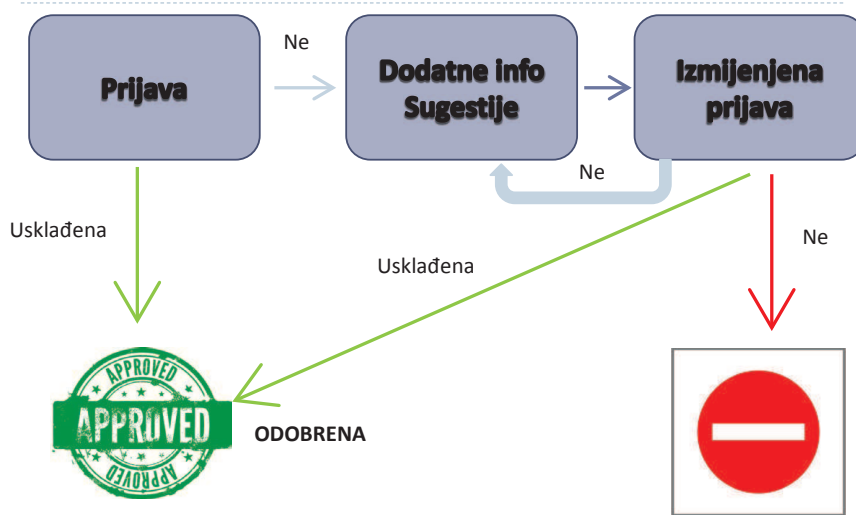 Prijava
Ne
Dodatne info
Sugestije
Izmijenjena
prijava
Ne
Usklađena
Usklađena
Ne
APPROVED
APPROVED
APPROVED
ODOBRENA